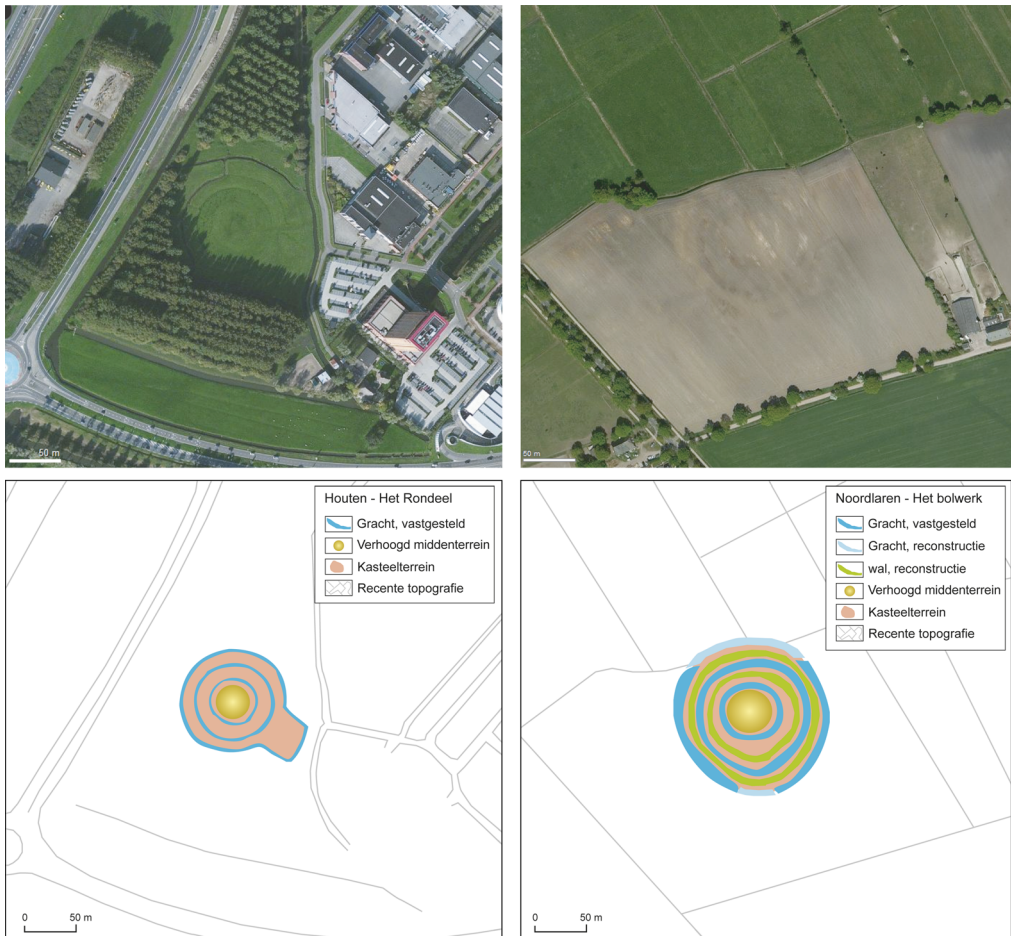 50 m
50 m
Houten - Het Rondeel
Gracht, vastgesteld
Verhoogd middenterrein
Kasteelterrein
Recente topografie
0 50 m
Noordlaren - Het bolwerk
Gracht, vastgesteld
Gracht, reconstructie
wal, reconstructie
Verhoogd middenterrein
Kasteelterrein
Recente topografie
0 50 m